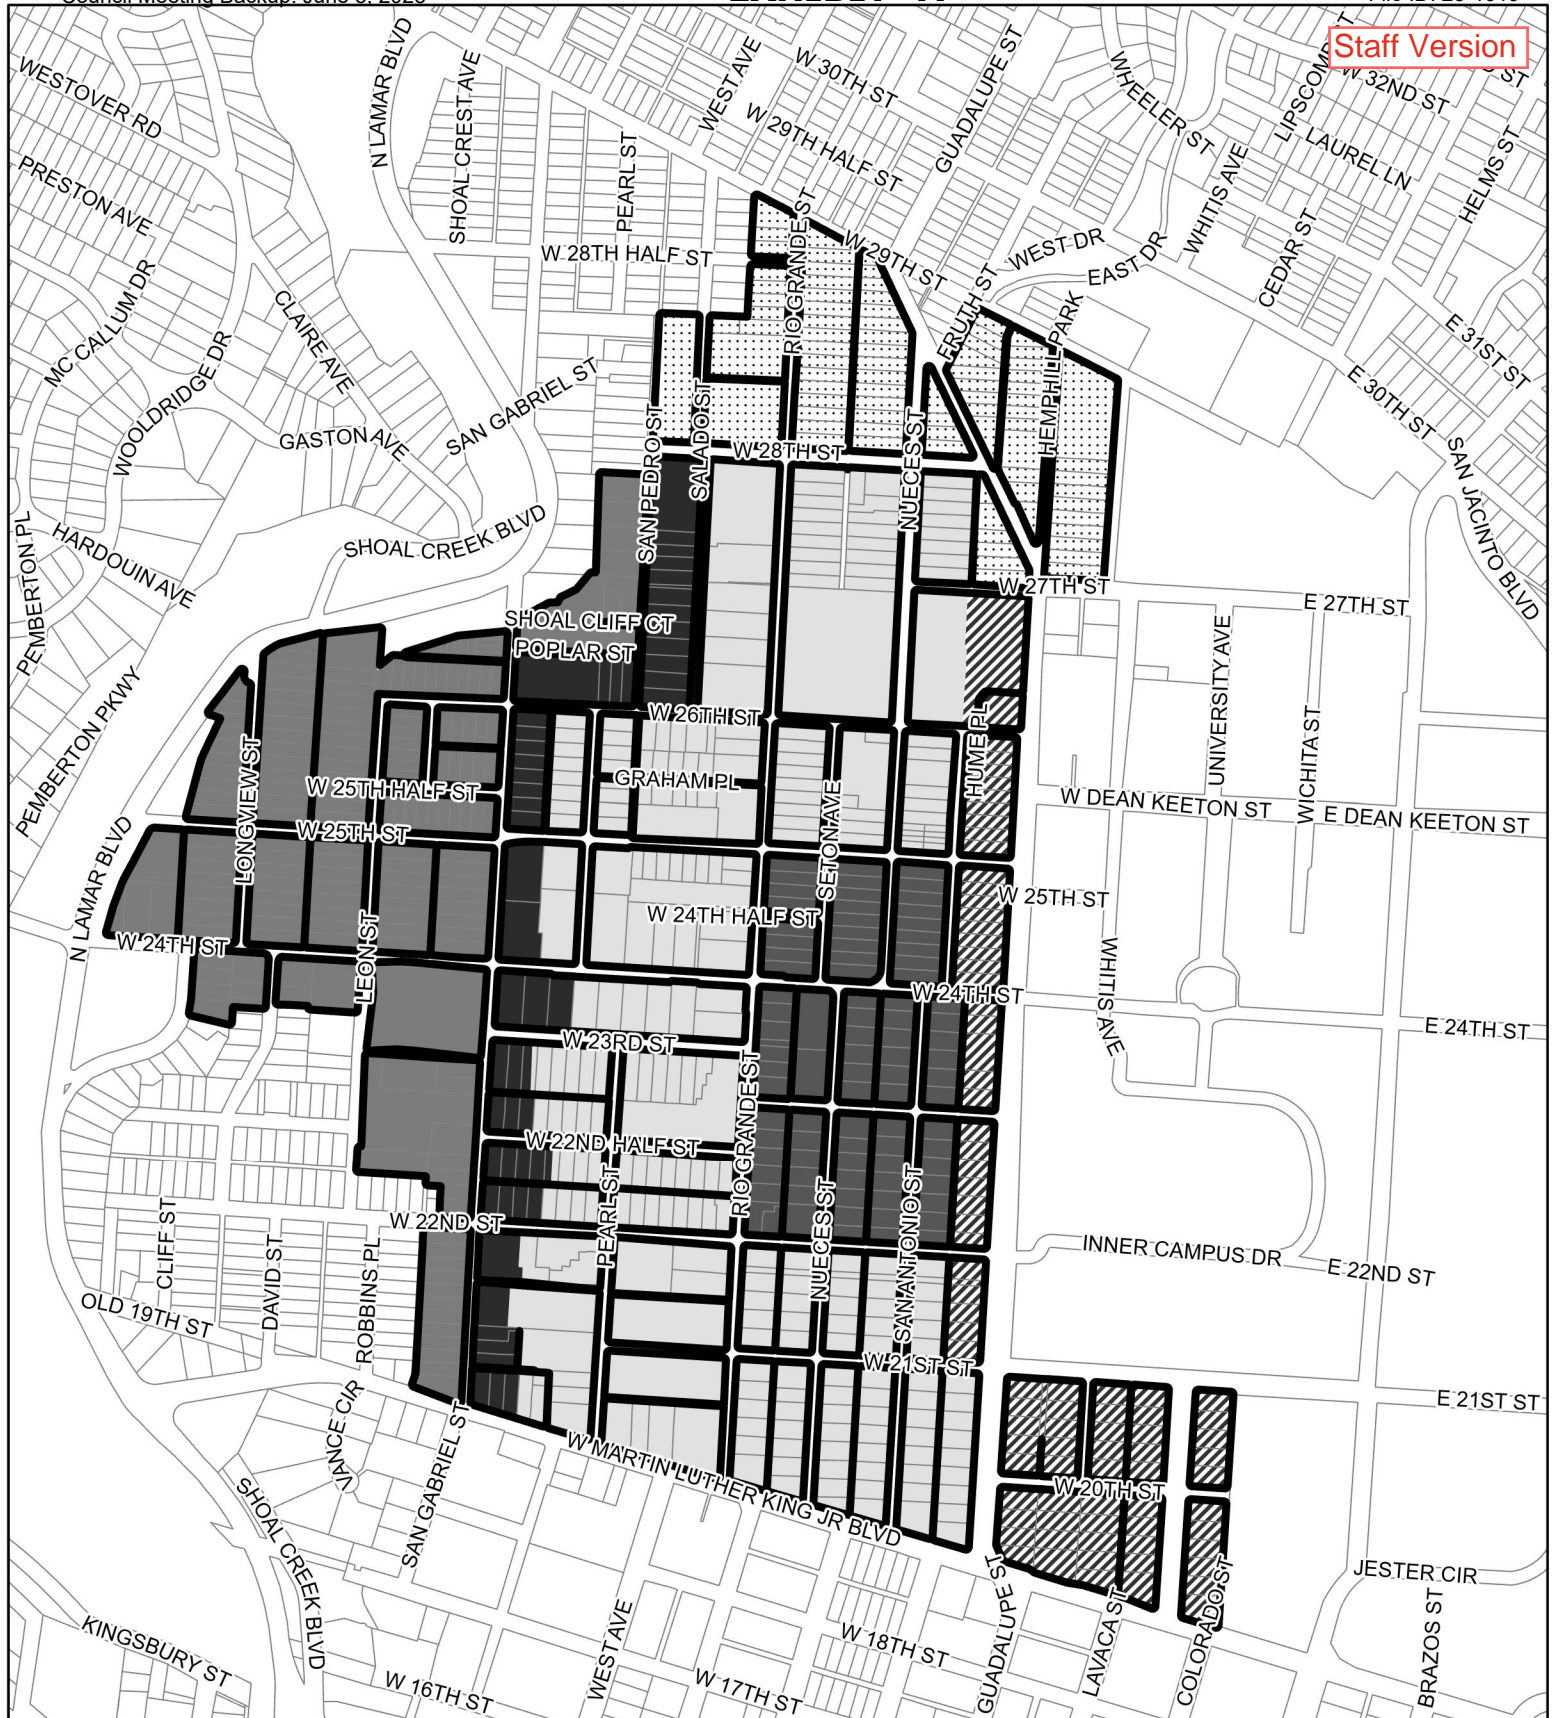 Staff Version
WESTOVER RD
N LAMAR BLVD
SHOAL CREST AVE
WEST AVE
W 30TH ST
GUADALUPE ST
WHEELER ST
W 32ND ST
PRESTON AVE
PEARL ST
W 29TH HALF ST
WHITIS AVE
LAUREL LN
HELMS ST
W 28TH HALF ST
RIO GRANDE ST
W 29TH ST
WEST DR
EAST DR
CEDAR ST
MC CALLUM DR
CLAIRE AVE
FRUTH ST
HEMPHILL PARK
E 31ST ST
WOOLDRIDGE DR
GASTON AVE
SAN GABRIEL ST
SAN PEDRO ST
SALADO ST
W 28TH ST
NUECES ST
E 30TH ST
SAN JACINTO BLVD
PEMBERTON PL
HARDOUIN AVE
SHOAL CREEK BLVD
W 27TH ST
E 27TH ST
SHOAL CLIFF CT
POPLAR ST
PEMBERTON PKWY
W 26TH ST
HUME PL
UNIVERSITY AVE
WICHITA ST
LONGVIEW ST
W 25TH HALF ST
GRAHAM PL
SETON AVE
W DEAN KEETON ST
E DEAN KEETON ST
N LAMAR BLVD
W 25TH ST
W 25TH ST
W 24TH HALF ST
W 24TH ST
LEON ST
W 24TH ST
WHITIS AVE
E 24TH ST
W 23RD ST
RIO GRANDE ST
W 22ND HALF ST
CLIFF ST
DAVID ST
ROBBINS PL
W 22ND ST
PEARL ST
NUECES ST
SAN ANTONIO ST
INNER CAMPUS DR
E 22ND ST
OLD 19TH ST
W 21ST ST
E 21ST ST
VANCE CIR
SAN GABRIEL ST
W MARTIN LUTHER KING JR BLVD
W 20TH ST
SHOAL CREEK BLVD
JESTER CIR
KINGSBURY ST
W 16TH ST
WEST AVE
W 17TH ST
W 18TH ST
GUADALUPE ST
LAVACA ST
COLORADO ST
BRAZOS ST